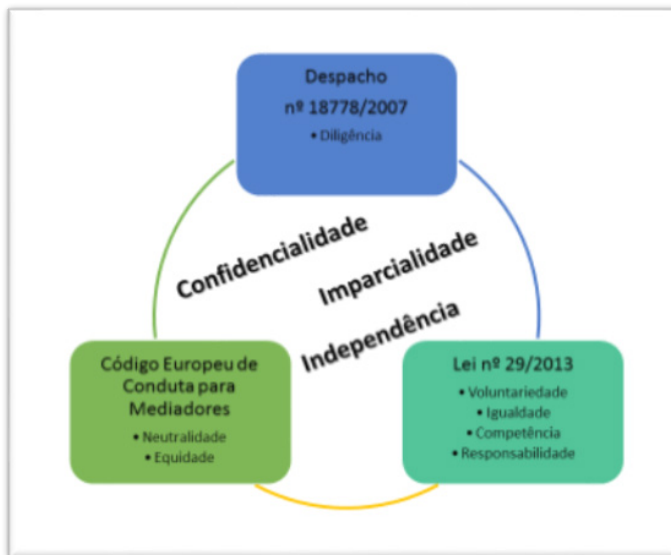 Despacho
nº 18778/2007
• Diligência
Confidencialidade
Imparcialidade
Independência
Código Europeu de
Conduta para
Mediadores
• Neutralidade
• Equidade
Lei nº 29/2013
• Voluntariedade
• Igualdade
• Competência
• Responsabilidade